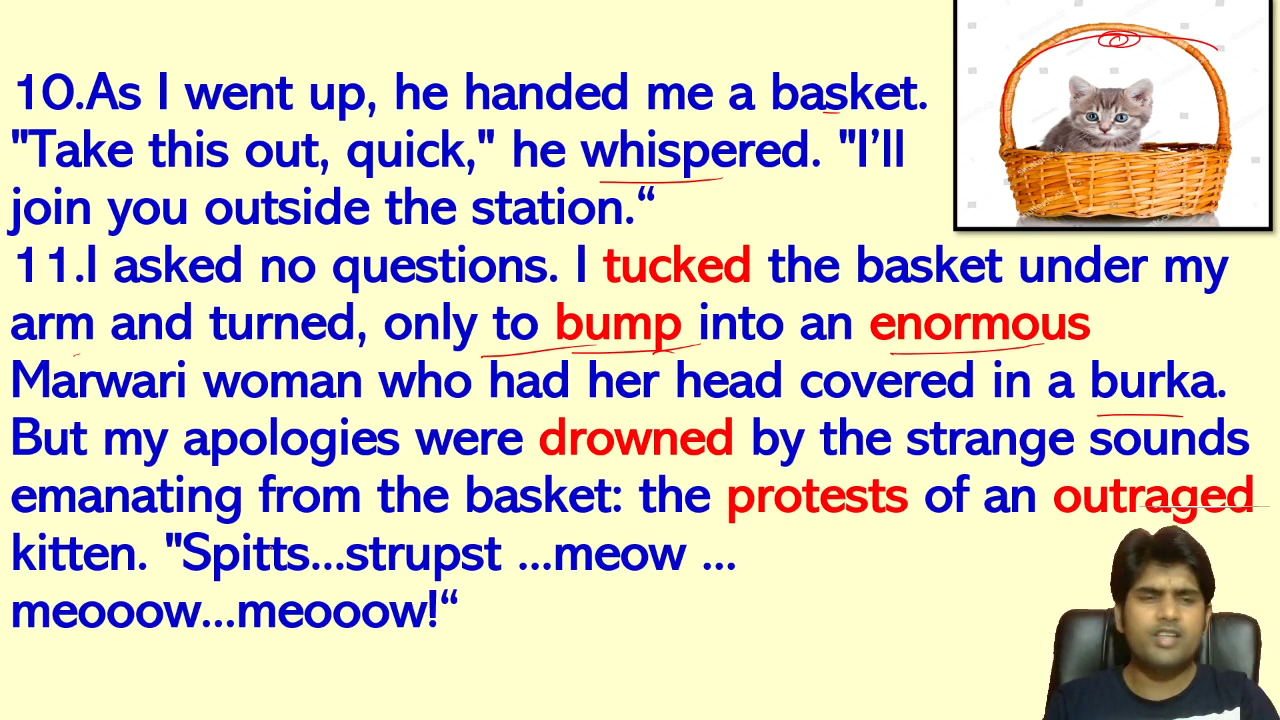 10.As I went up, he handed me a basket.
"Take this out, quick," he whispered. "I’ll
join you outside the station.“
11.I asked no questions. I tucked the basket under my
arm and turned, only to bump into an enormous
Marwari woman who had her head covered in a burka.
But my apologies were drowned by the strange sounds
emanating from the basket: the protests of an outraged
kitten. "Spitts...strupst ...meow ...
meooow...meooow!“